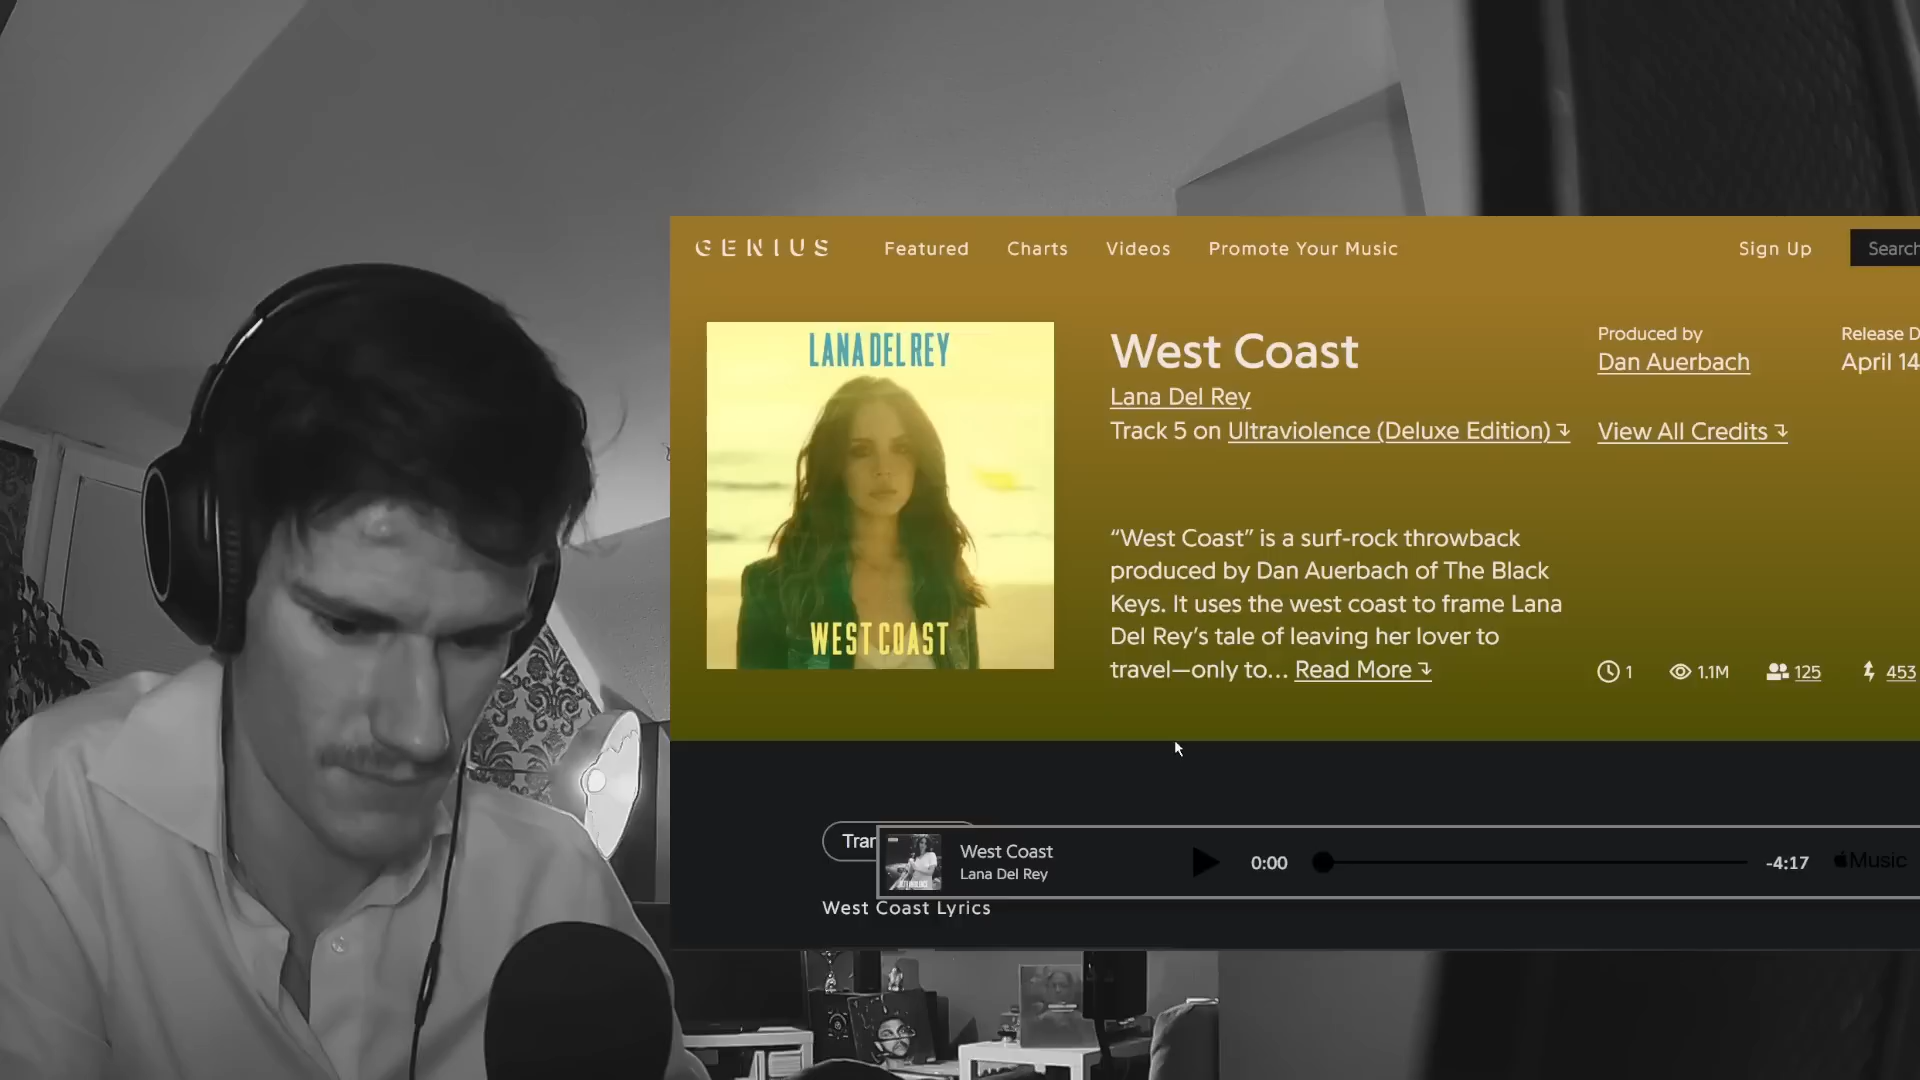 GENIUS Featured Charts Videos Promote Your Music Sign Up Search
LANA DEL REY
WEST COAST
West Coast
Lana Del Rey
Track 5 on Ultraviolence (Deluxe Edition)
Produced by
Dan Auerbach
View All Credits
Release D
April 14
“West Coast” is a surf-rock throwback
produced by Dan Auerbach of The Black
Keys. It uses the west coast to frame Lana
Del Rey’s tale of leaving her lover to
travel—only to... Read More
1 1.1M 125 453
Tran
West Coast
Lana Del Rey
0:00 -4:17 Music
West Coast Lyrics